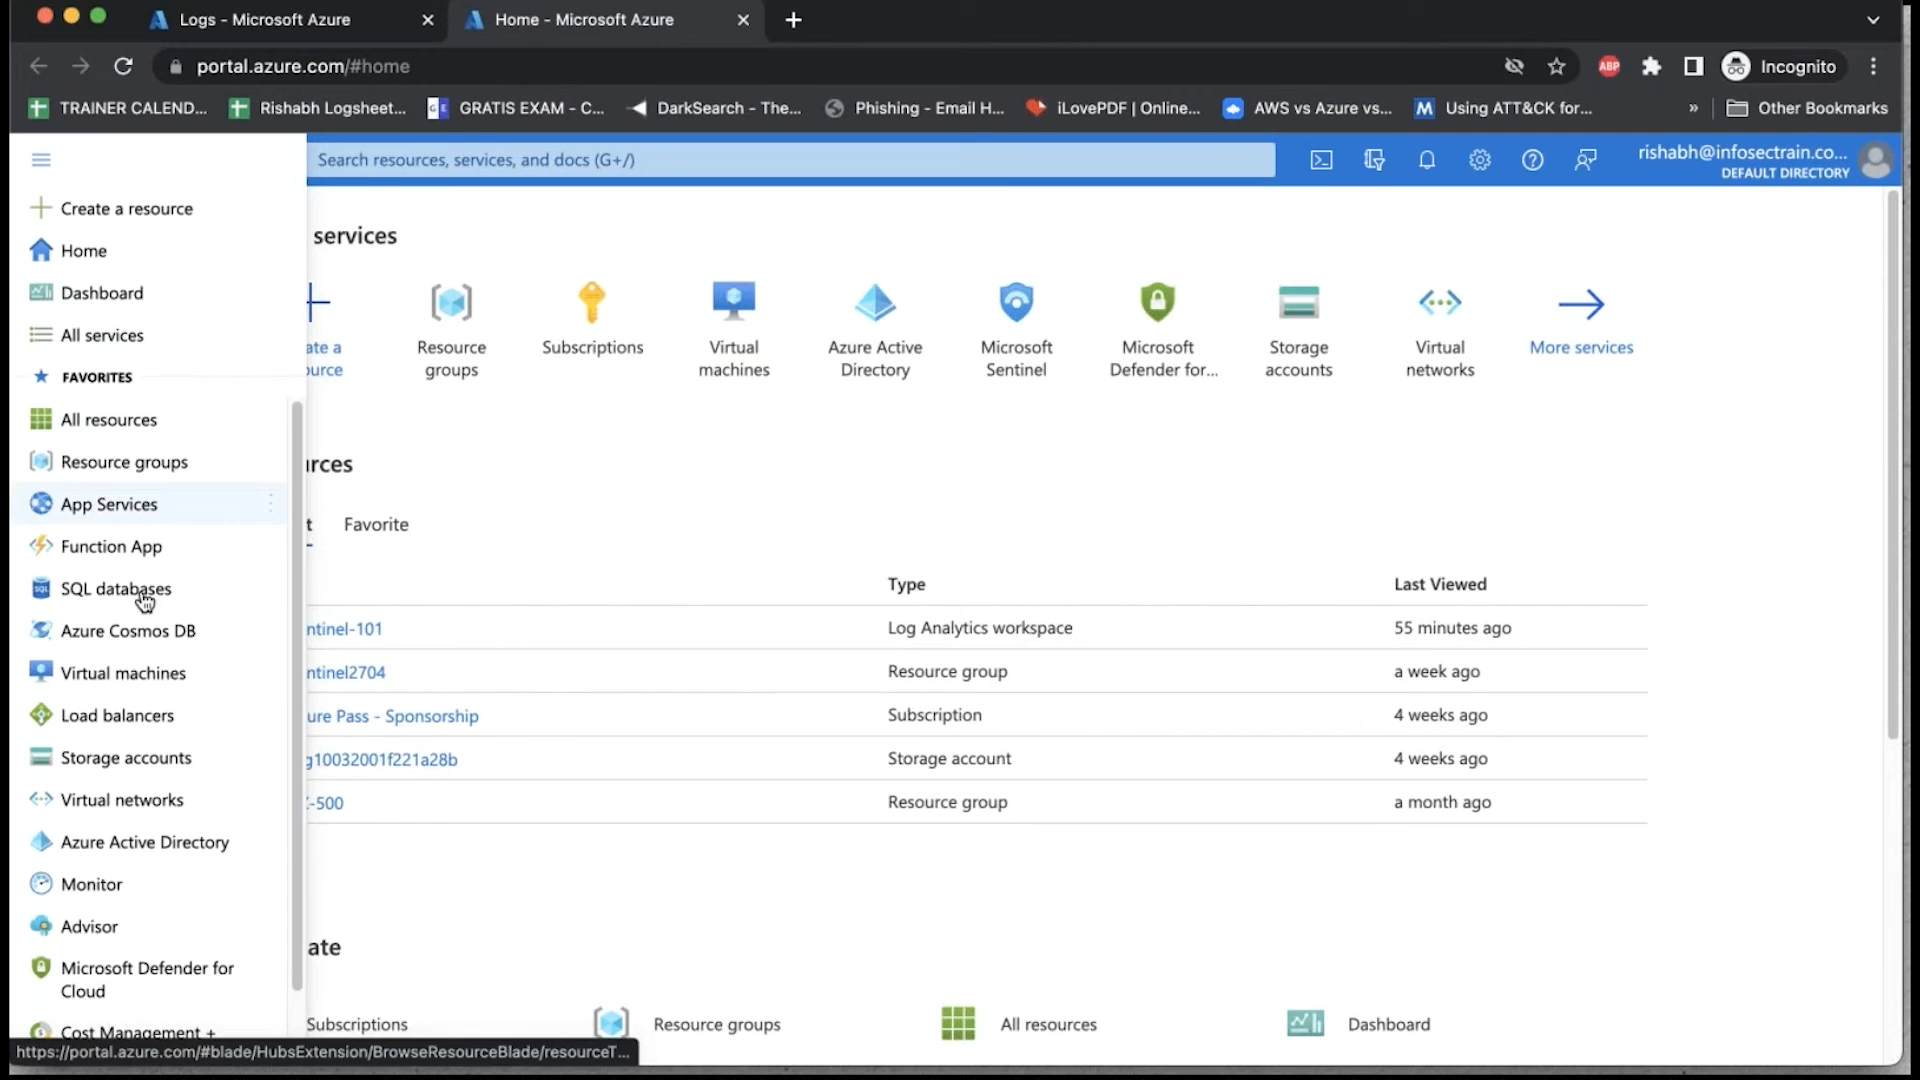 Logs - Microsoft Azure
Home - Microsoft Azure
portal.azure.com/#home
ABP
Incognito
TRAINER CALEND...
Rishabh Logsheet...
GRATIS EXAM - C...
DarkSearch - The...
Phishing - Email H...
iLovePDF | Online...
AWS vs Azure vs...
Using ATT&CK for...
»
Other Bookmarks
Search resources, services, and docs (G+/)
rishabh@infosectrain.co...
DEFAULT DIRECTORY
Create a resource
Home
Dashboard
All services
FAVORITES
All resources
Resource groups
App Services
Function App
SQL databases
Azure Cosmos DB
Virtual machines
Load balancers
Storage accounts
Virtual networks
Azure Active Directory
Monitor
Advisor
Microsoft Defender for
Cloud
Cost Management +
services
ate a
ource
Resource
groups
Subscriptions
Virtual
machines
Azure Active
Directory
Microsoft
Sentinel
Microsoft
Defender for...
Storage
accounts
Virtual
networks
More services
urces
t Favorite
Type Last Viewed
ntinel-101 Log Analytics workspace 55 minutes ago
ntinel2704 Resource group a week ago
ure Pass - Sponsorship Subscription 4 weeks ago
g10032001f221a28b Storage account 4 weeks ago
-500 Resource group a month ago
ate
Subscriptions
Resource groups
All resources
Dashboard
https://portal.azure.com/#blade/HubsExtension/BrowseResourceBlade/resourceT...